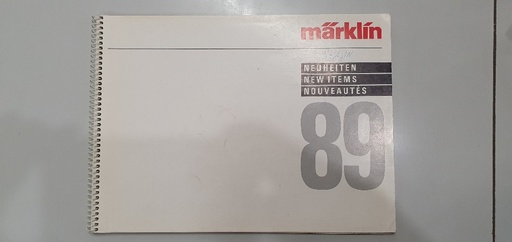 märklin
NEUHEITEN
NEW ITEMS
NOUVEAUTÉS
89